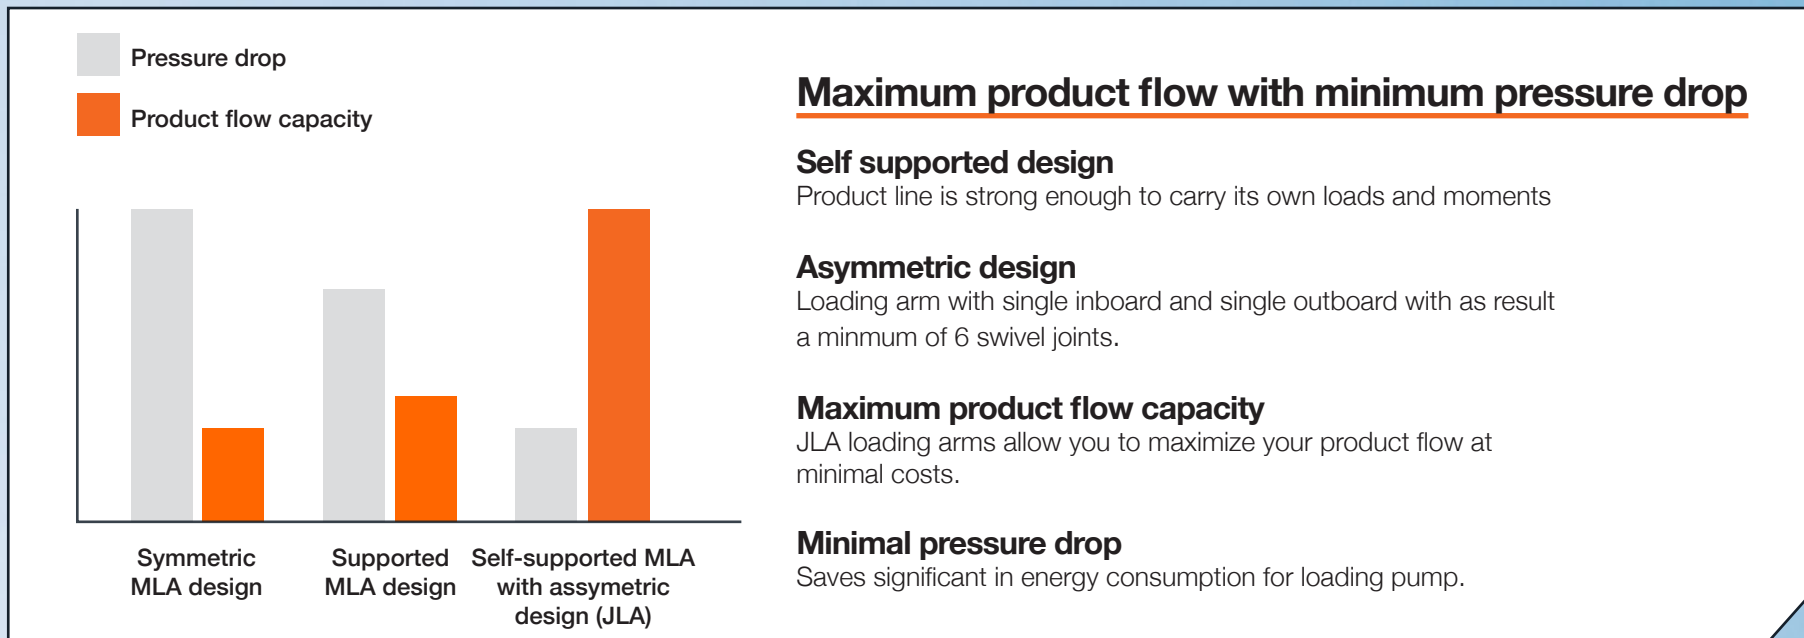 Pressure drop
Product flow capacity
Symmetric
MLA design
Supported
MLA design
Self-supported MLA
with assymetric
design (JLA)
Maximum product flow with minimum pressure drop
Self supported design
Product line is strong enough to carry its own loads and moments
Asymmetric design
Loading arm with single inboard and single outboard with as result
a minmum of 6 swivel joints.
Maximum product flow capacity
JLA loading arms allow you to maximize your product flow at
minimal costs.
Minimal pressure drop
Saves significant in energy consumption for loading pump.